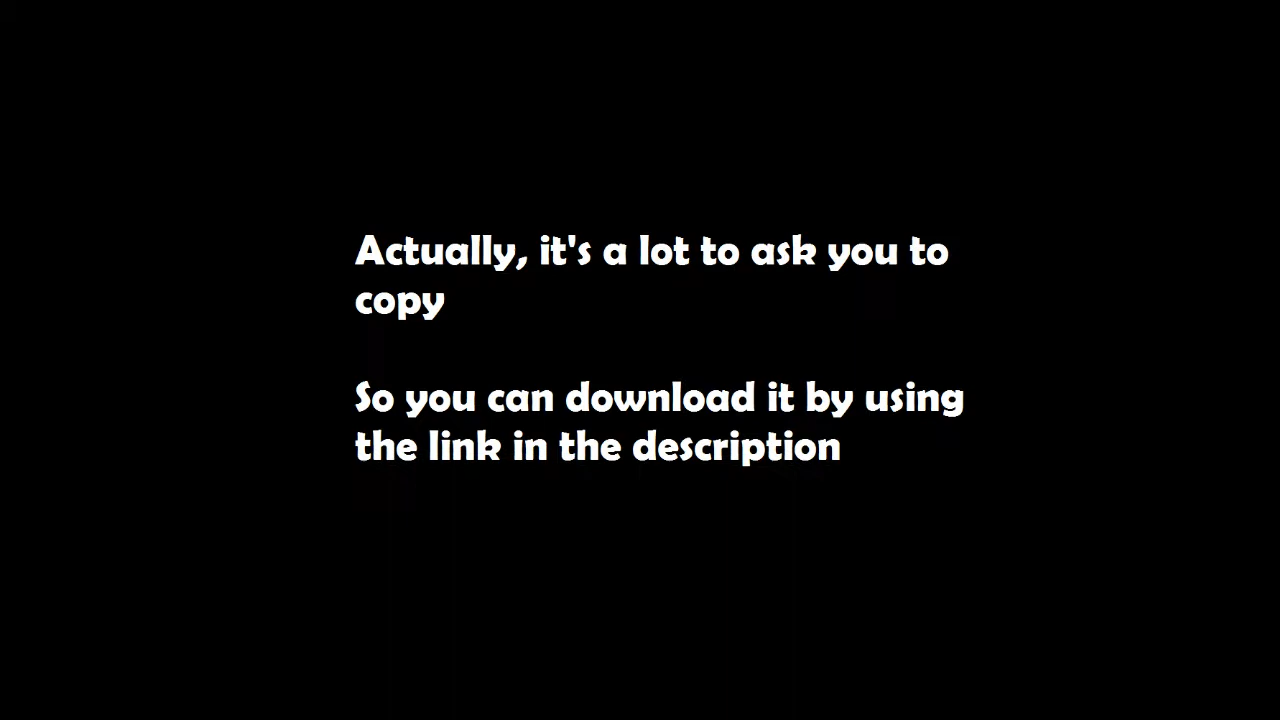 Actually, it's a lot to ask you to
copy
So you can download it by using
the link in the description